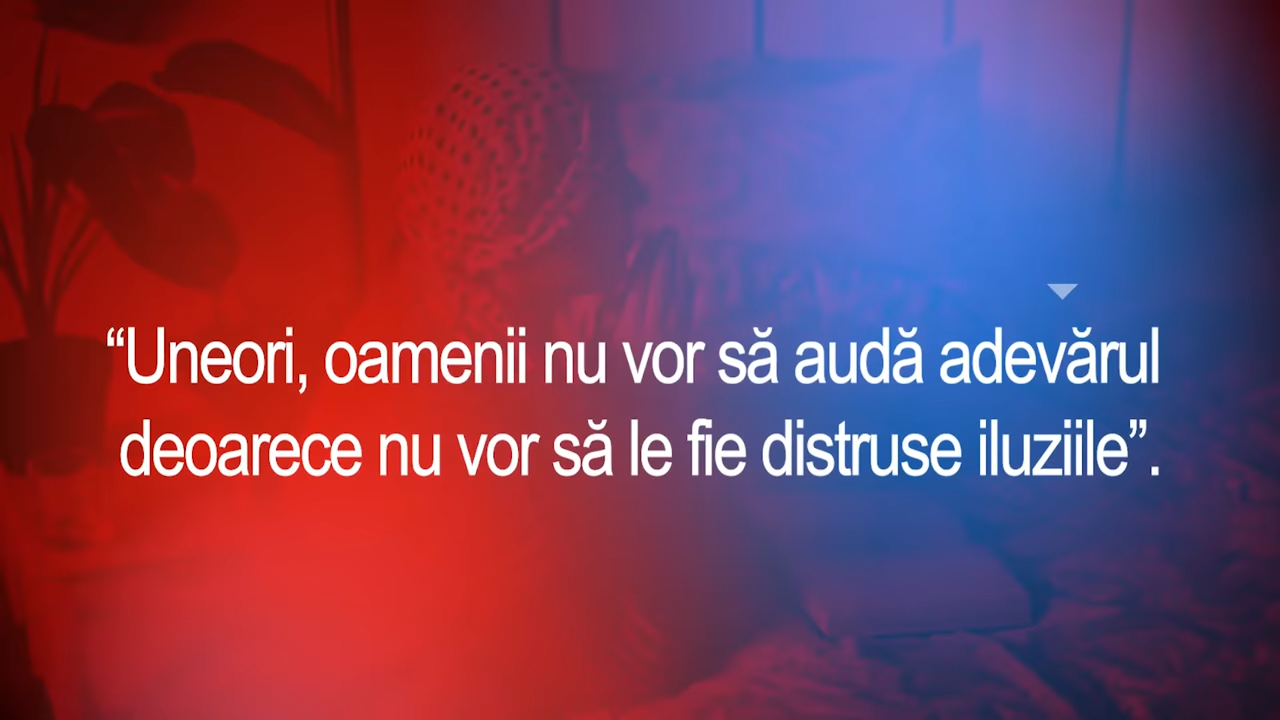 “Uneori, oamenii nu vor să audă adevărul
deoarece nu vor să le fie distruse iluziile”.